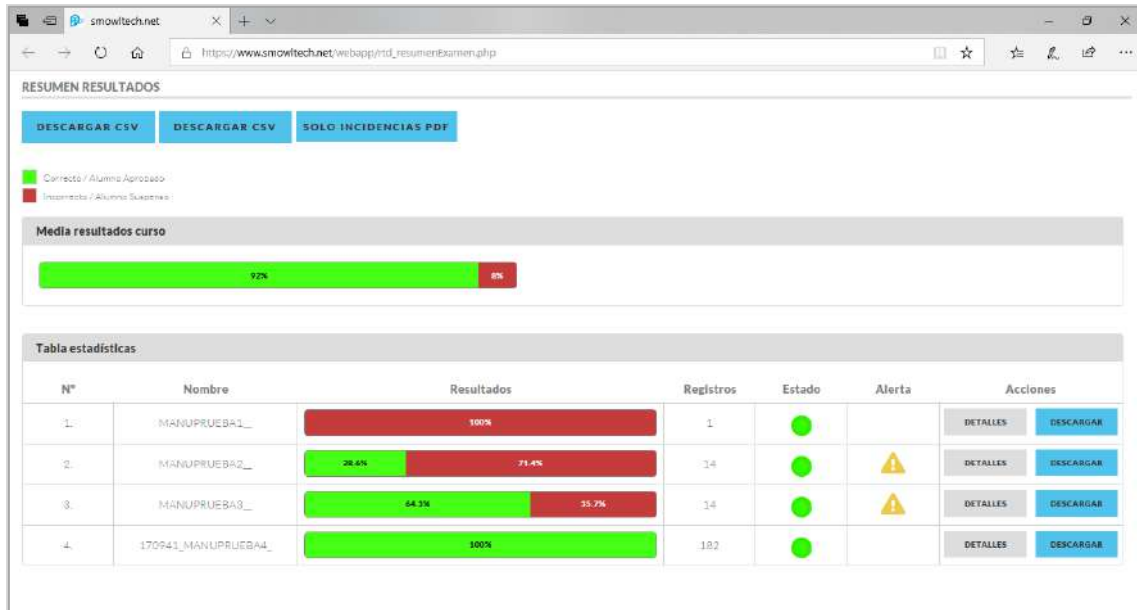 smowltech.net
https://www.smowltech.net/webapp/rtd_resumenExamen.php
RESUMEN RESULTADOS
DESCARGAR CSV DESCARGAR CSV SOLO INCIDENCIAS PDF
Correcto / Alumno Aprobado
Incorrecto / Alumno Suspenso
Media resultados curso
92% 8%
Tabla estadísticas
Nº Nombre Resultados Registros Estado Alerta Acciones
1. MANUPRUEBA1__ 100% 1 DETALLES DESCARGAR
2. MANUPRUEBA2__ 28.6% 71.4% 14 DETALLES DESCARGAR
3. MANUPRUEBA3__ 64.3% 35.7% 14 DETALLES DESCARGAR
4. 170941_MANUPRUEBA4_ 100% 182 DETALLES DESCARGAR